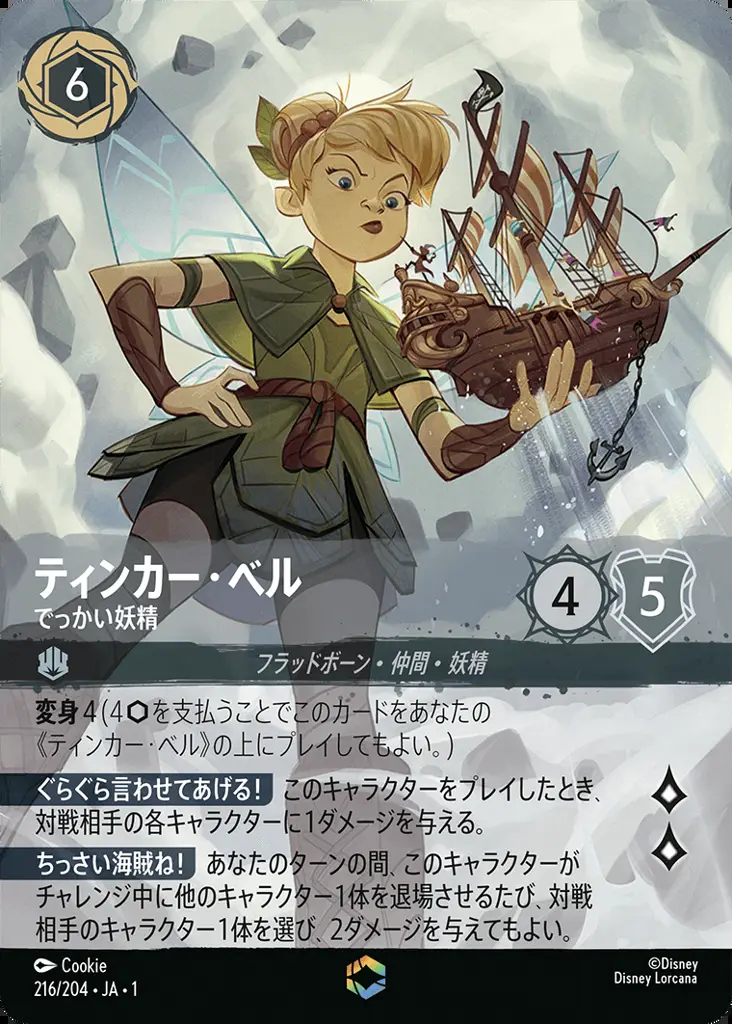 6
ティンカー・ベル
でっかい妖精
4
5
フラッドボーン・仲間・妖精
変身 4 (4⬡を支払うことでこのカードをあなたの
《ティンカー・ベル》の上にプレイしてもよい。)
ぐらぐら言わせてあげる! このキャラクターをプレイしたとき、
対戦相手の各キャラクターに1ダメージを与える。
ちっさい海賊ね! あなたのターンの間、このキャラクターが
チャレンジ中に他のキャラクター1体を退場させるたび、対戦
相手のキャラクター1体を選び、2ダメージを与えてもよい。
Cookie
216/204・JA・1
©Disney
Disney Lorcana